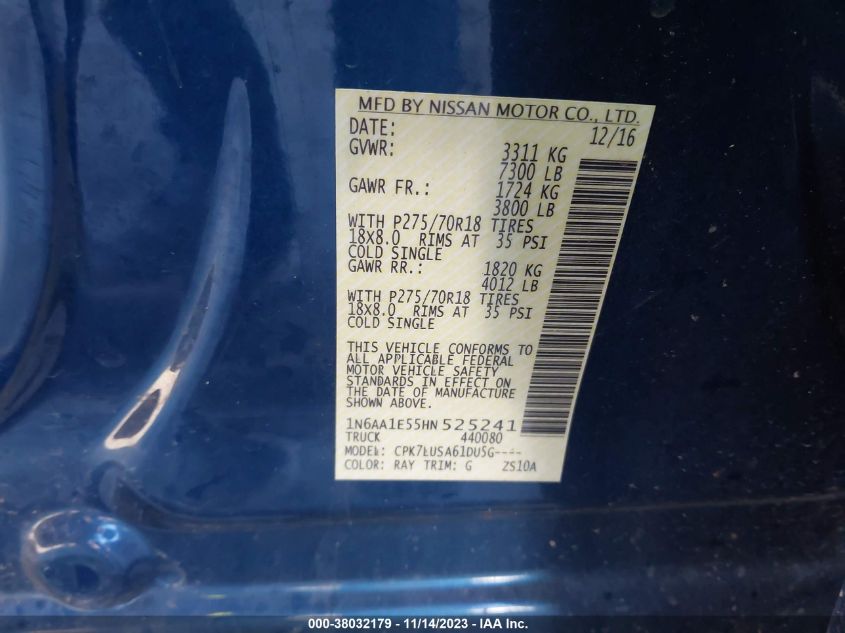 MFD BY NISSAN MOTOR CO., LTD.
DATE: 12/16
GVWR: 3311 KG
7300 LB
GAWR FR.: 1724 KG
3800 LB
WITH P275/70R18 TIRES
18X8.0 RIMS AT 35 PSI
COLD SINGLE
GAWR RR.: 1820 KG
4012 LB
WITH P275/70R18 TIRES
18X8.0 RIMS AT 35 PSI
COLD SINGLE
THIS VEHICLE CONFORMS TO
ALL APPLICABLE FEDERAL
MOTOR VEHICLE SAFETY
STANDARDS IN EFFECT ON
THE DATE OF MANUFACTURE
SHOWN ABOVE.
1N6AA1E55HN525241
TRUCK 440080
MODEL: CPK7LUSA61DUSG----
COLOR: RAY TRIM: G ZS10A
000-38032179 - 11/14/2023 - IAA Inc.